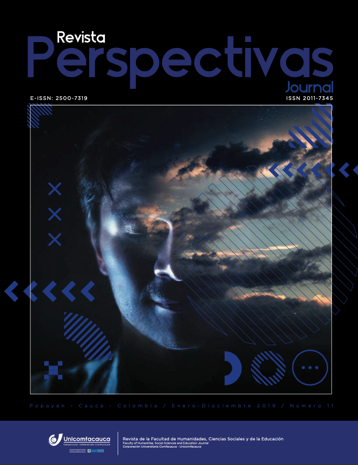 Revista
Perspectivas
Journal
E-ISSN: 2500-7319
ISSN 2011-7345
Popayán - Cauca - Colombia / Enero-Diciembre 2019 / Número 11
Unicomfacauca
Revista de la Facultad de Humanidades, Ciencias Sociales y de la Educación
Faculty of Humanities, Social Sciences and Education Journal
Corporación Universitaria Comfacauca - Unicomfacauca